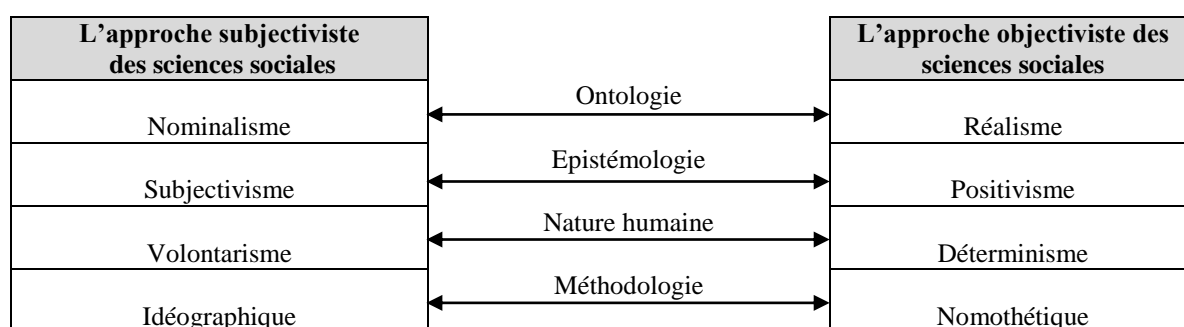 L’approche subjectiviste
des sciences sociales
L’approche objectiviste des
sciences sociales
Ontologie
Nominalisme
Réalisme
Epistémologie
Subjectivisme
Positivisme
Nature humaine
Volontarisme
Déterminisme
Méthodologie
Idéographique
Nomothétique